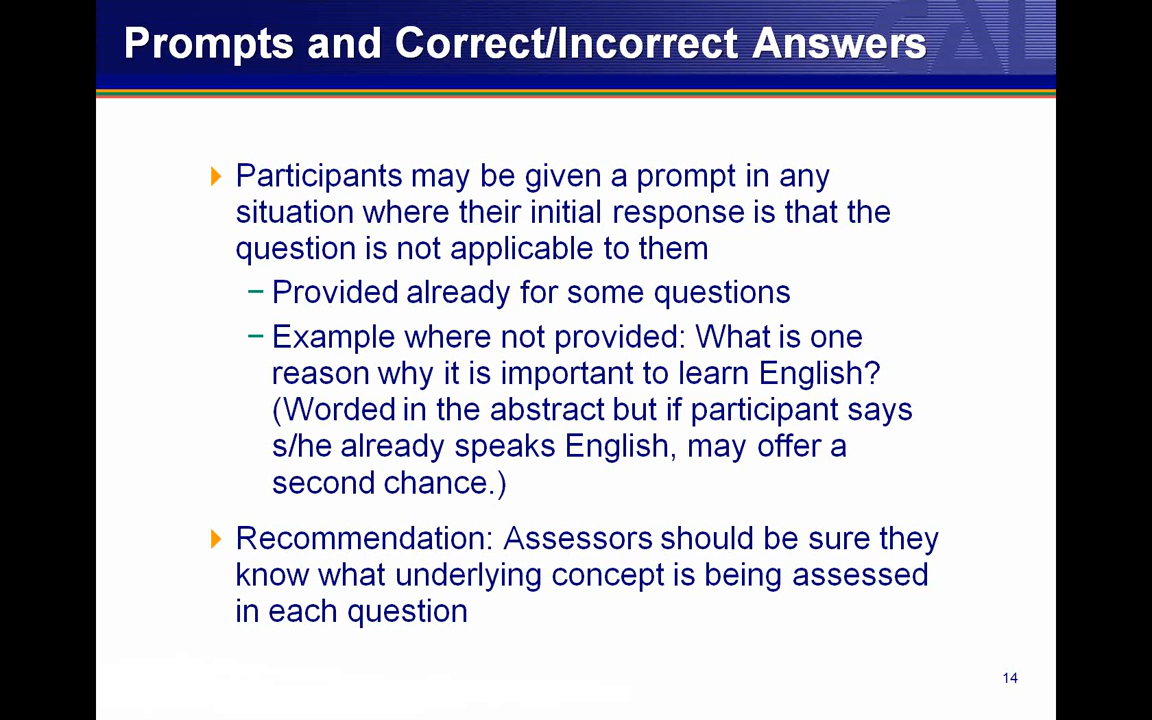 Prompts and Correct/Incorrect Answers
Participants may be given a prompt in any
situation where their initial response is that the
question is not applicable to them
− Provided already for some questions
− Example where not provided: What is one
reason why it is important to learn English?
(Worded in the abstract but if participant says
s/he already speaks English, may offer a
second chance.)
Recommendation: Assessors should be sure they
know what underlying concept is being assessed
in each question
14